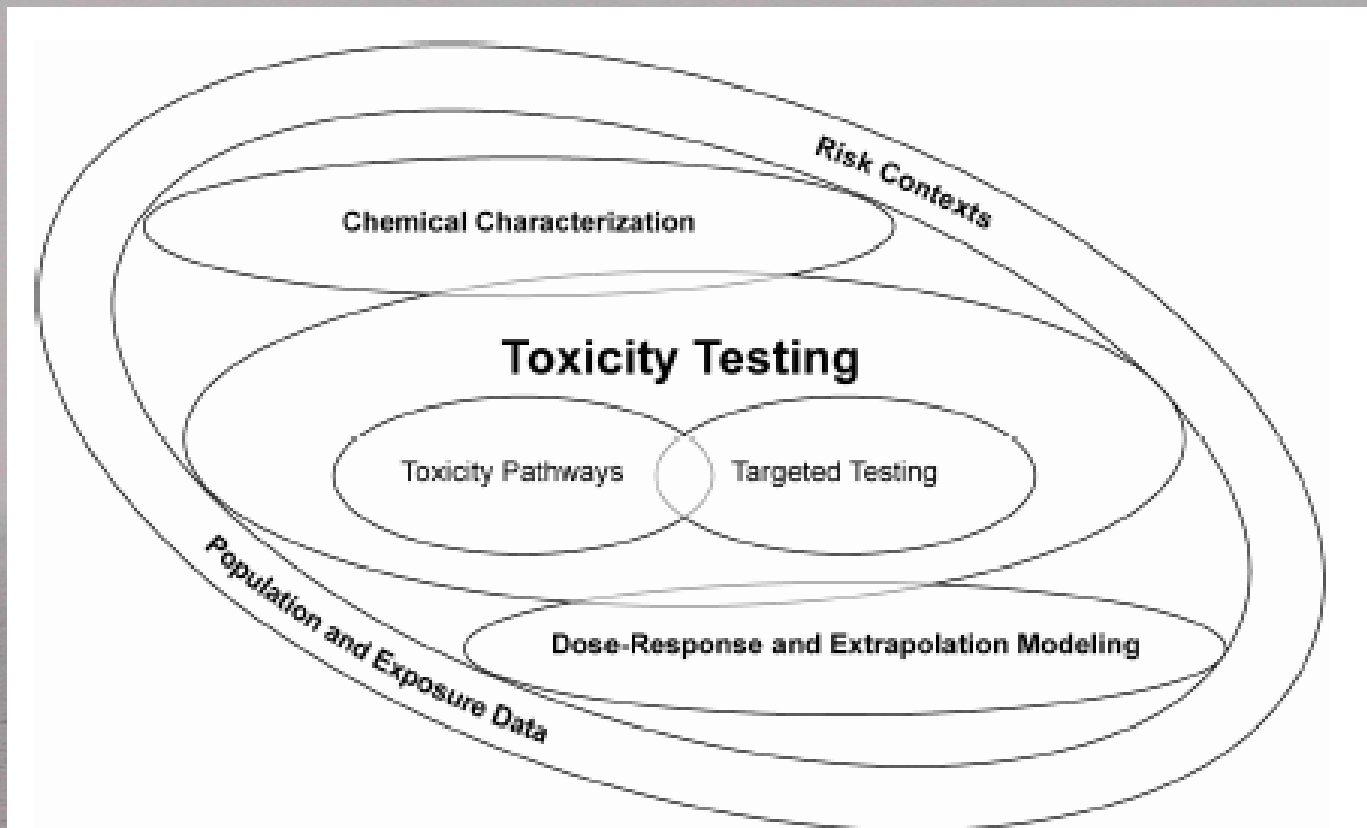 Risk Contexts
Chemical Characterization
Toxicity Testing
Toxicity Pathways
Targeted Testing
Population and Exposure Data
Dose-Response and Extrapolation Modeling